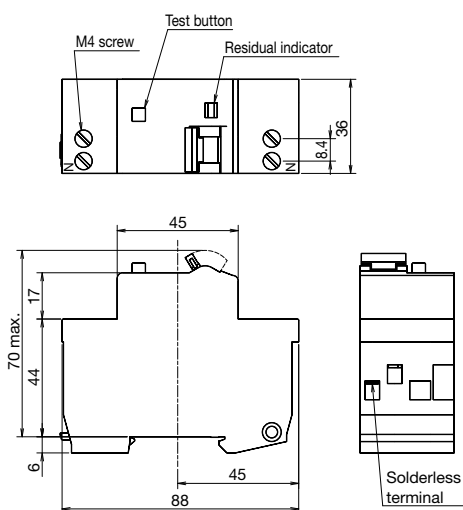 Test button
M4 screw
Residual indicator
N
N
8.4
36
45
70 max.
17
44
6
45
88
Solderless
terminal